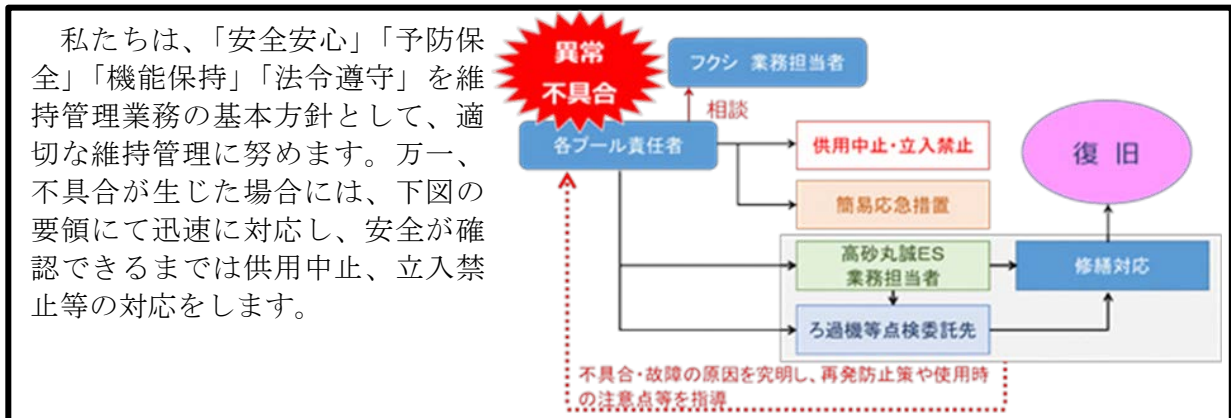 私たちは、「安全安心」「予防保
全」「機能保持」「法令遵守」を維
持管理業務の基本方針として、適
切な維持管理に努めます。万一、
不具合が生じた場合には、下図の
要領にて迅速に対応し、安全が確
認できるまでは供用中止、立入禁
止等の対応をします。
異常
不具合
フクシ 業務担当者
相談
各プール責任者
供用中止・立入禁止
復 旧
簡易応急措置
高砂丸誠ES
業務担当者
修繕対応
ろ過機等点検委託先
不具合・故障の原因を究明し、再発防止策や使用時
の注意点等を指導